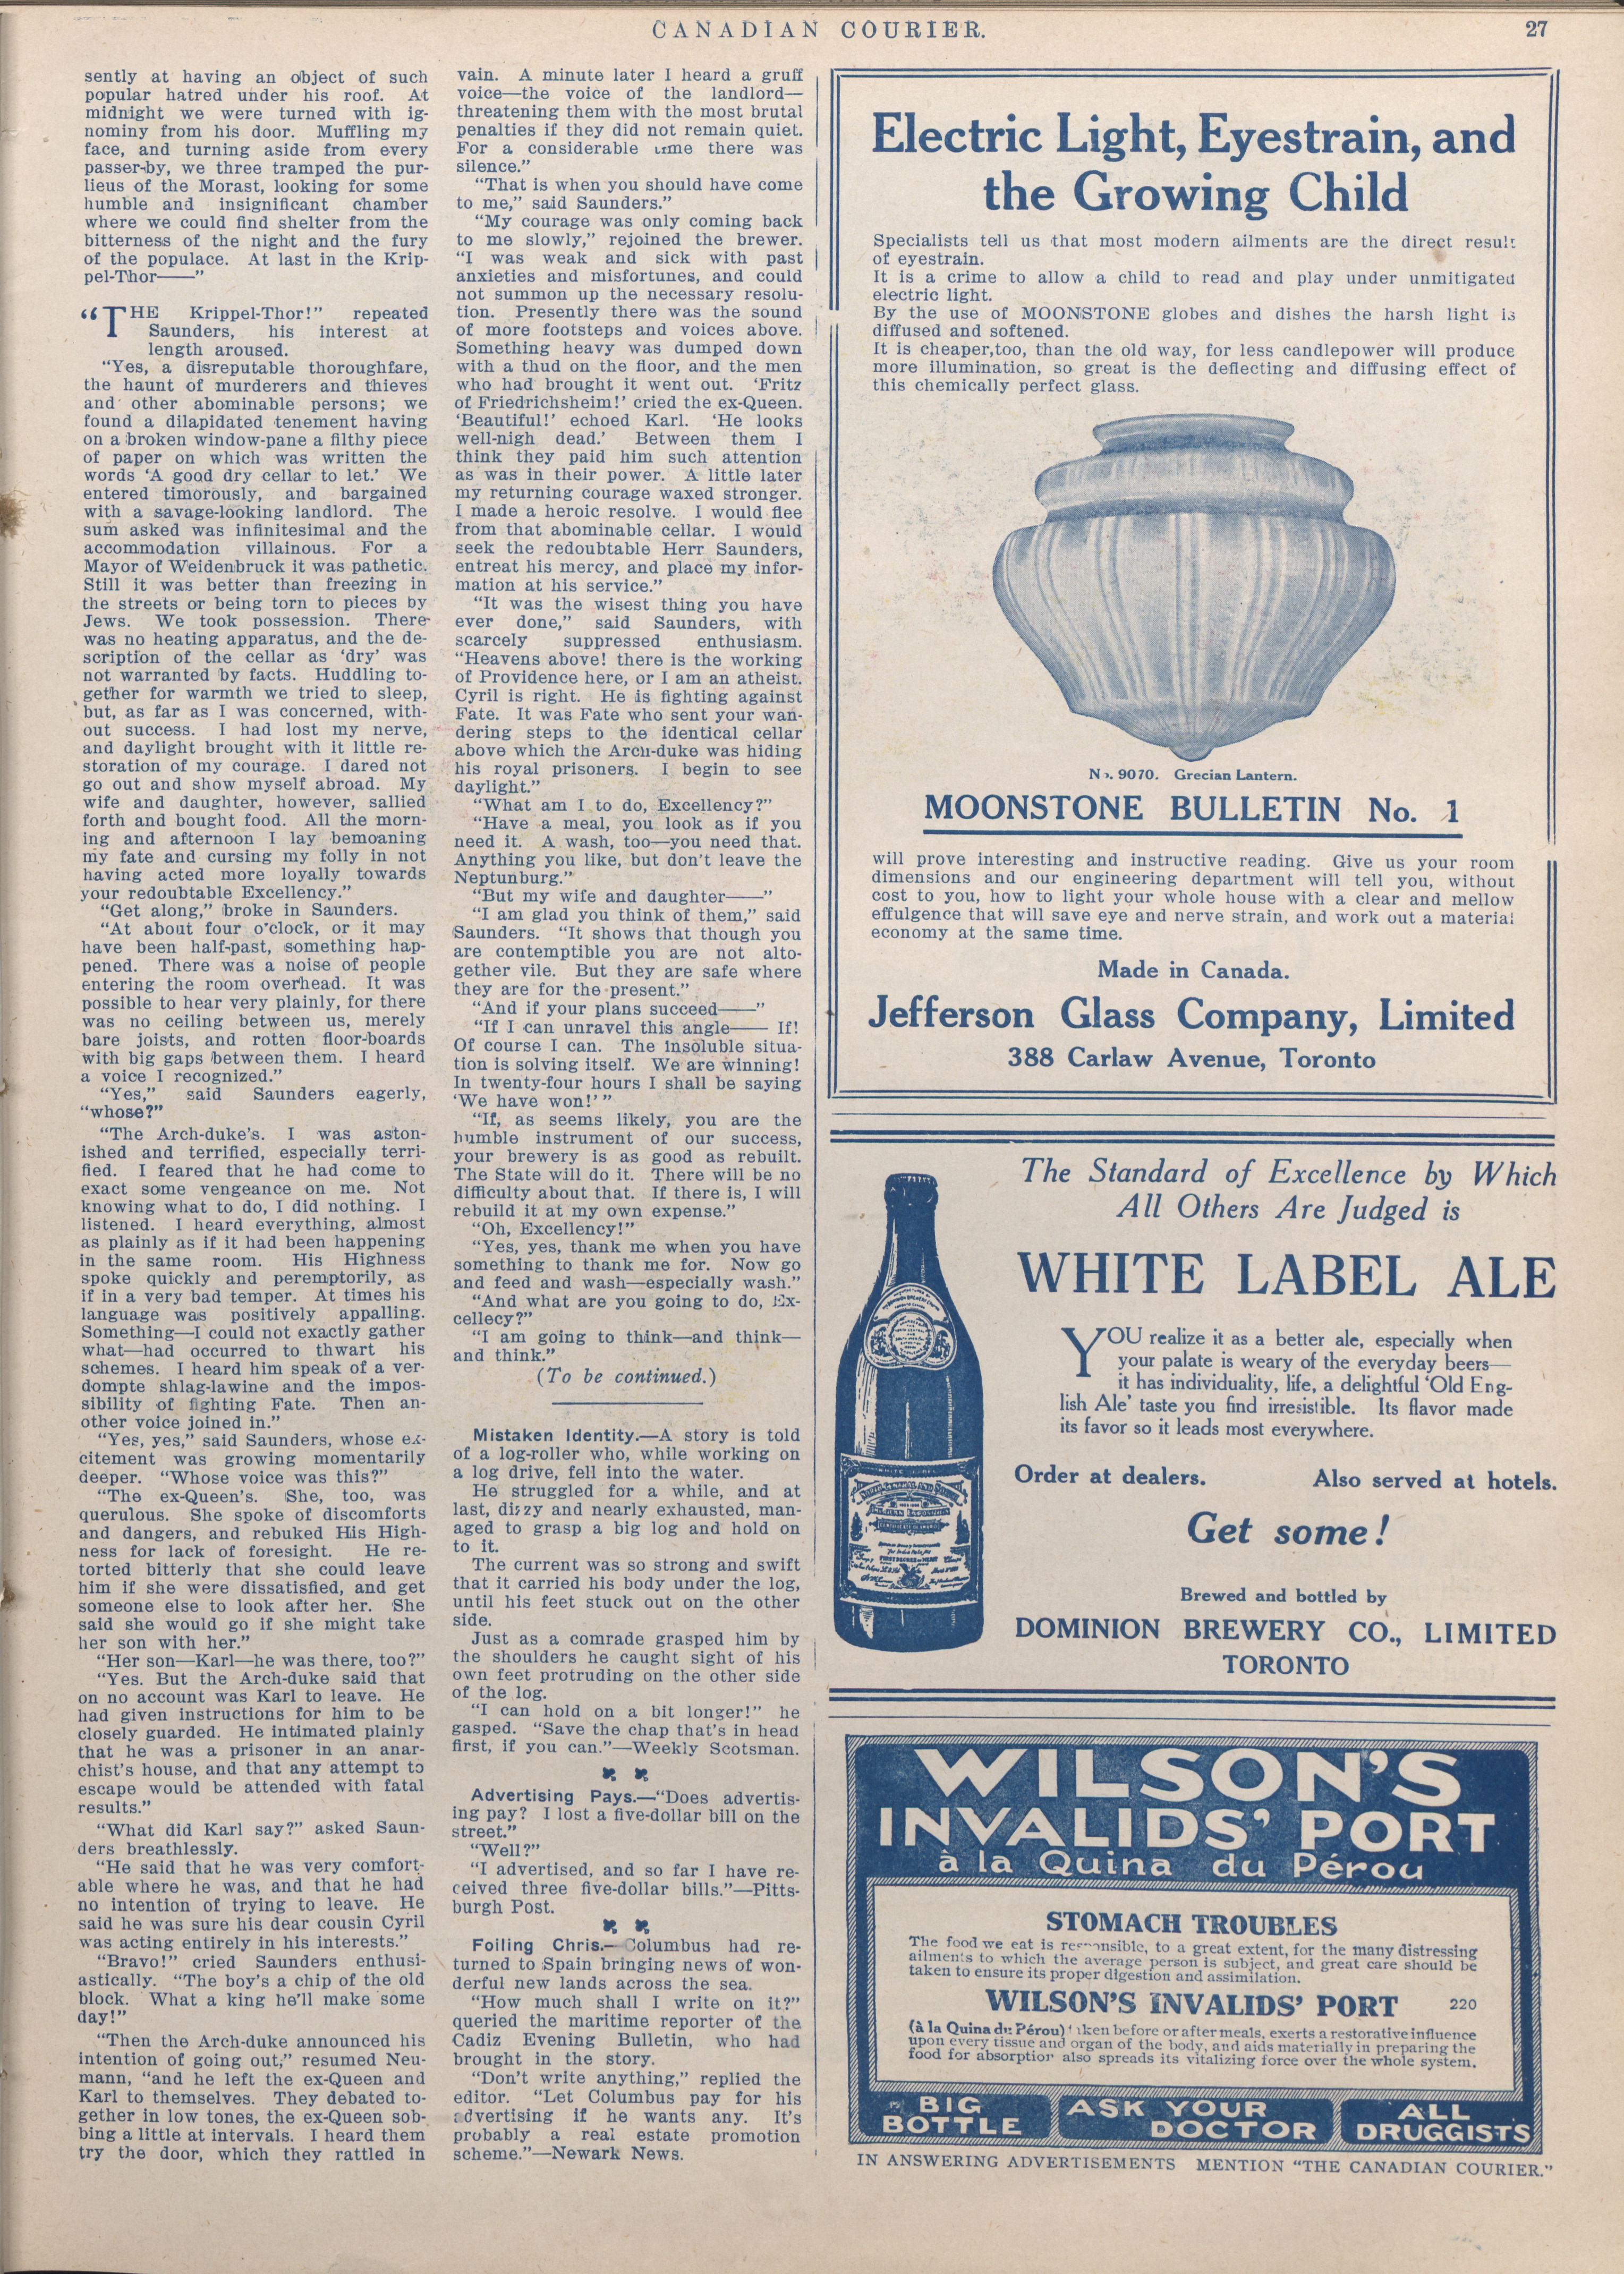 CANADIAN COURIER.
27
sently at having an object of such
popular hatred under his roof. At
midnight we were turned with ig-
nominy from his door. Muffling my
face, and turning aside from every
passer-by, we three tramped the pur-
lieus of the Morast, looking for some
humble and insignificant chamber
where we could find shelter from the
bitterness of the night and the fury
of the populace. At last in the Krip-
pel-Thor——”
“THE Krippel-Thor!” repeated
Saunders, his interest at
length aroused.
“Yes, a disreputable thoroughfare,
the haunt of murderers and thieves
and other abominable persons; we
found a dilapidated tenement having
on a broken window-pane a filthy piece
of paper on which was written the
words ‘A good dry cellar to let.’ We
entered timorously, and bargained
with a savage-looking landlord. The
sum asked was infinitesimal and the
accommodation villainous. For a
Mayor of Weidenbruck it was pathetic.
Still it was better than freezing in
the streets or being torn to pieces by
Jews. We took possession. There
was no heating apparatus, and the de-
scription of the cellar as ‘dry’ was
not warranted by facts. Huddling to-
gether for warmth we tried to sleep,
but, as far as I was concerned, with-
out success. I had lost my nerve,
and daylight brought with it little re-
storation of my courage. I dared not
go out and show myself abroad. My
wife and daughter, however, sallied
forth and bought food. All the morn-
ing and afternoon I lay bemoaning
my fate and cursing my folly in not
having acted more loyally towards
your redoubtable Excellency.”
“Get along,” broke in Saunders.
“At about four o’clock, or it may
have been half-past, something hap-
pened. There was a noise of people
entering the room overhead. It was
possible to hear very plainly, for there
was no ceiling between us, merely
bare joists, and rotten floor-boards
with big gaps between them. I heard
a voice I recognized.”
“Yes,” said Saunders eagerly,
“whose?”
“The Arch-duke’s. I was aston-
ished and terrified, especially terri-
fied. I feared that he had come to
exact some vengeance on me. Not
knowing what to do, I did nothing. I
listened. I heard everything, almost
as plainly as if it had been happening
in the same room. His Highness
spoke quickly and peremptorily, as
if in a very bad temper. At times his
language was positively appalling.
Something—I could not exactly gather
what—had occurred to thwart his
schemes. I heard him speak of a ver-
dompte shlag-lawine and the impos-
sibility of fighting Fate. Then an-
other voice joined in.”
“Yes, yes,” said Saunders, whose ex-
citement was growing momentarily
deeper. “Whose voice was this?”
“The ex-Queen’s. She, too, was
querulous. She spoke of discomforts
and dangers, and rebuked His High-
ness for lack of foresight. He re-
torted bitterly that she could leave
him if she were dissatisfied, and get
someone else to look after her. She
said she would go if she might take
her son with her.”
“Her son—Karl—he was there, too?”
“Yes. But the Arch-duke said that
on no account was Karl to leave. He
had given instructions for him to be
closely guarded. He intimated plainly
that he was a prisoner in an anar-
chist’s house, and that any attempt to
escape would be attended with fatal
results.”
“What did Karl say?” asked Saun-
ders breathlessly.
“He said that he was very comfort-
able where he was, and that he had
no intention of trying to leave. He
said he was sure his dear cousin Cyril
was acting entirely in his interests.”
“Bravo!” cried Saunders enthusi-
astically. “The boy’s a chip of the old
block. What a king he’ll make some
day!”
“Then the Arch-duke announced his
intention of going out,” resumed Neu-
mann, “and he left the ex-Queen and
Karl to themselves. They debated to-
gether in low tones, the ex-Queen sob-
bing a little at intervals. I heard them
try the door, which they rattled in
vain. A minute later I heard a gruff
voice—the voice of the landlord—
threatening them with the most brutal
penalties if they did not remain quiet.
For a considerable time there was
silence.”
“That is when you should have come
to me,” said Saunders.”
“My courage was only coming back
to me slowly,” rejoined the brewer.
“I was weak and sick with past
anxieties and misfortunes, and could
not summon up the necessary resolu-
tion. Presently there was the sound
of more footsteps and voices above.
Something heavy was dumped down
with a thud on the floor, and the men
who had brought it went out. ‘Fritz
of Friedrichsheim!’ cried the ex-Queen.
‘Beautiful!’ echoed Karl. ‘He looks
well-nigh dead.’ Between them I
think they paid him such attention
as was in their power. A little later
my returning courage waxed stronger.
I made a heroic resolve. I would flee
from that abominable cellar. I would
seek the redoubtable Herr Saunders,
entreat his mercy, and place my infor-
mation at his service.”
“It was the wisest thing you have
ever done,” said Saunders, with
scarcely suppressed enthusiasm.
“Heavens above! there is the working
of Providence here, or I am an atheist.
Cyril is right. He is fighting against
Fate. It was Fate who sent your wan-
dering steps to the identical cellar
above which the Arch-duke was hiding
his royal prisoners. I begin to see
daylight.”
“What am I to do, Excellency?”
“Have a meal, you look as if you
need it. A wash, too—you need that.
Anything you like, but don’t leave the
Neptunburg.”
“But my wife and daughter——”
“I am glad you think of them,” said
Saunders. “It shows that though you
are contemptible you are not alto-
gether vile. But they are safe where
they are for the present.”
“And if your plans succeed——”
“If I can unravel this angle—— If!
Of course I can. The Insoluble situa-
tion is solving itself. We are winning!
In twenty-four hours I shall be saying
‘We have won!’”
“If, as seems likely, you are the
humble instrument of our success,
your brewery is as good as rebuilt.
The State will do it. There will be no
difficulty about that. If there is, I will
rebuild it at my own expense.”
“Oh, Excellency!”
“Yes, yes, thank me when you have
something to thank me for. Now go
and feed and wash—especially wash.”
“And what are you going to do, Ex-
cellecy?”
“I am going to think—and think—
and think.”
(To be continued.)
Mistaken Identity.—A story is told
of a log-roller who, while working on
a log drive, fell into the water.
He struggled for a while, and at
last, dizzy and nearly exhausted, man-
aged to grasp a big log and hold on
to it.
The current was so strong and swift
that it carried his body under the log,
until his feet stuck out on the other
side.
Just as a comrade grasped him by
the shoulders he caught sight of his
own feet protruding on the other side
of the log.
“I can hold on a bit longer!” he
gasped. “Save the chap that’s in head
first, if you can.”—Weekly Scotsman.
Advertising Pays.—“Does advertis-
ing pay? I lost a five-dollar bill on the
street.”
“Well?”
“I advertised, and so far I have re-
ceived three five-dollar bills.”—Pitts-
burgh Post.
Foiling Chris.—Columbus had re-
turned to Spain bringing news of won-
derful new lands across the sea.
“How much shall I write on it?”
queried the maritime reporter of the
Cadiz Evening Bulletin, who had
brought in the story.
“Don’t write anything,” replied the
editor. “Let Columbus pay for his
advertising if he wants any. It’s
probably a real estate promotion
scheme.”—Newark News.
Electric Light, Eyestrain, and
the Growing Child
Specialists tell us that most modern ailments are the direct result
of eyestrain.
It is a crime to allow a child to read and play under unmitigated
electric light.
By the use of MOONSTONE globes and dishes the harsh light is
diffused and softened.
It is cheaper,too, than the old way, for less candlepower will produce
more illumination, so great is the deflecting and diffusing effect of
this chemically perfect glass.
No. 9070. Grecian Lantern.
MOONSTONE BULLETIN No. 1
will prove interesting and instructive reading. Give us your room
dimensions and our engineering department will tell you, without
cost to you, how to light your whole house with a clear and mellow
effulgence that will save eye and nerve strain, and work out a material
economy at the same time.
Made in Canada.
Jefferson Glass Company, Limited
388 Carlaw Avenue, Toronto
The Standard of Excellence by Which
All Others Are Judged is
WHITE LABEL ALE
YOU realize it as a better ale, especially when
your palate is weary of the everyday beers—
it has individuality, life, a delightful ‘Old Eng-
lish Ale’ taste you find irresistible. Its flavor made
its favor so it leads most everywhere.
Order at dealers. Also served at hotels.
Get some!
Brewed and bottled by
DOMINION BREWERY CO., LIMITED
TORONTO
WILSON’S
INVALIDS’ PORT
à la Quina du Pérou
STOMACH TROUBLES
The food we eat is responsible, to a great extent, for the many distressing
ailments to which the average person is subject, and great care should be
taken to ensure its proper digestion and assimilation.
WILSON’S INVALIDS’ PORT 220
(à la Quina du Pérou) taken before or after meals, exerts a restorative influence
upon every tissue and organ of the body, and aids materially in preparing the
food for absorption also spreads its vitalizing force over the whole system.
BIG
BOTTLE
ASK YOUR
DOCTOR
ALL
DRUGGISTS
IN ANSWERING ADVERTISEMENTS MENTION “THE CANADIAN COURIER.”